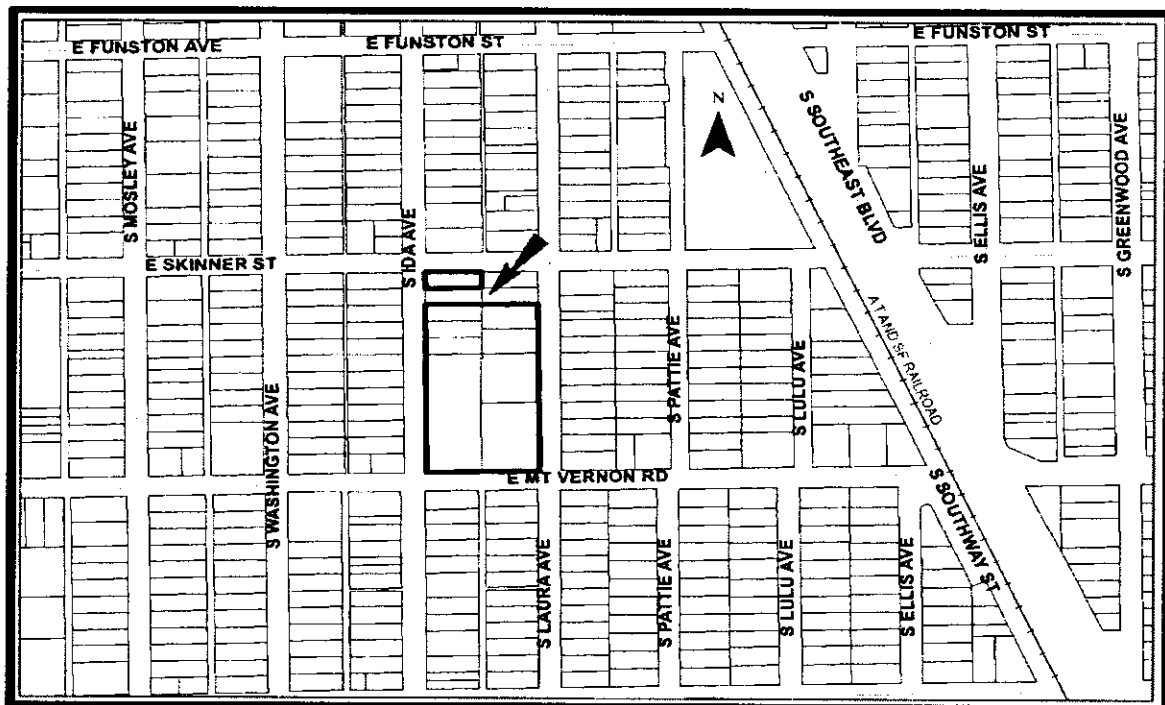 E FUNSTON AVE
E FUNSTON ST
E FUNSTON ST
N
S MOSLEY AVE
S IDA AVE
S SOUTHEAST BLVD
S ELLIS AVE
S GREENWOOD AVE
E SKINNER ST
A T AND SF RAILROAD
S WASHINGTON AVE
S PATTIE AVE
S LULU AVE
E MT VERNON RD
S SOUTHWAY ST
S LAURA AVE
S PATTIE AVE
S LULU AVE
S ELLIS AVE